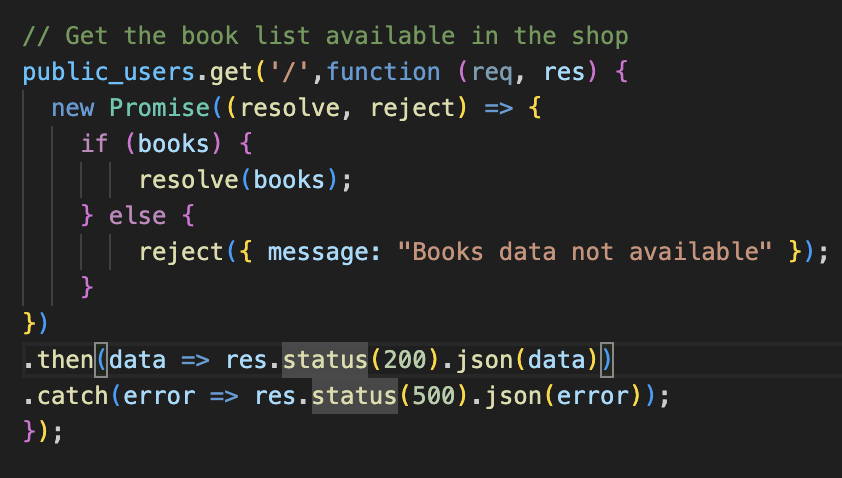 // Get the book list available in the shop
public_users.get('/',function (req, res) {
  new Promise((resolve, reject) => {
    if (books) {
        resolve(books);
    } else {
        reject({ message: "Books data not available" });
    }
})
.then(data => res.status(200).json(data))
.catch(error => res.status(500).json(error));
});